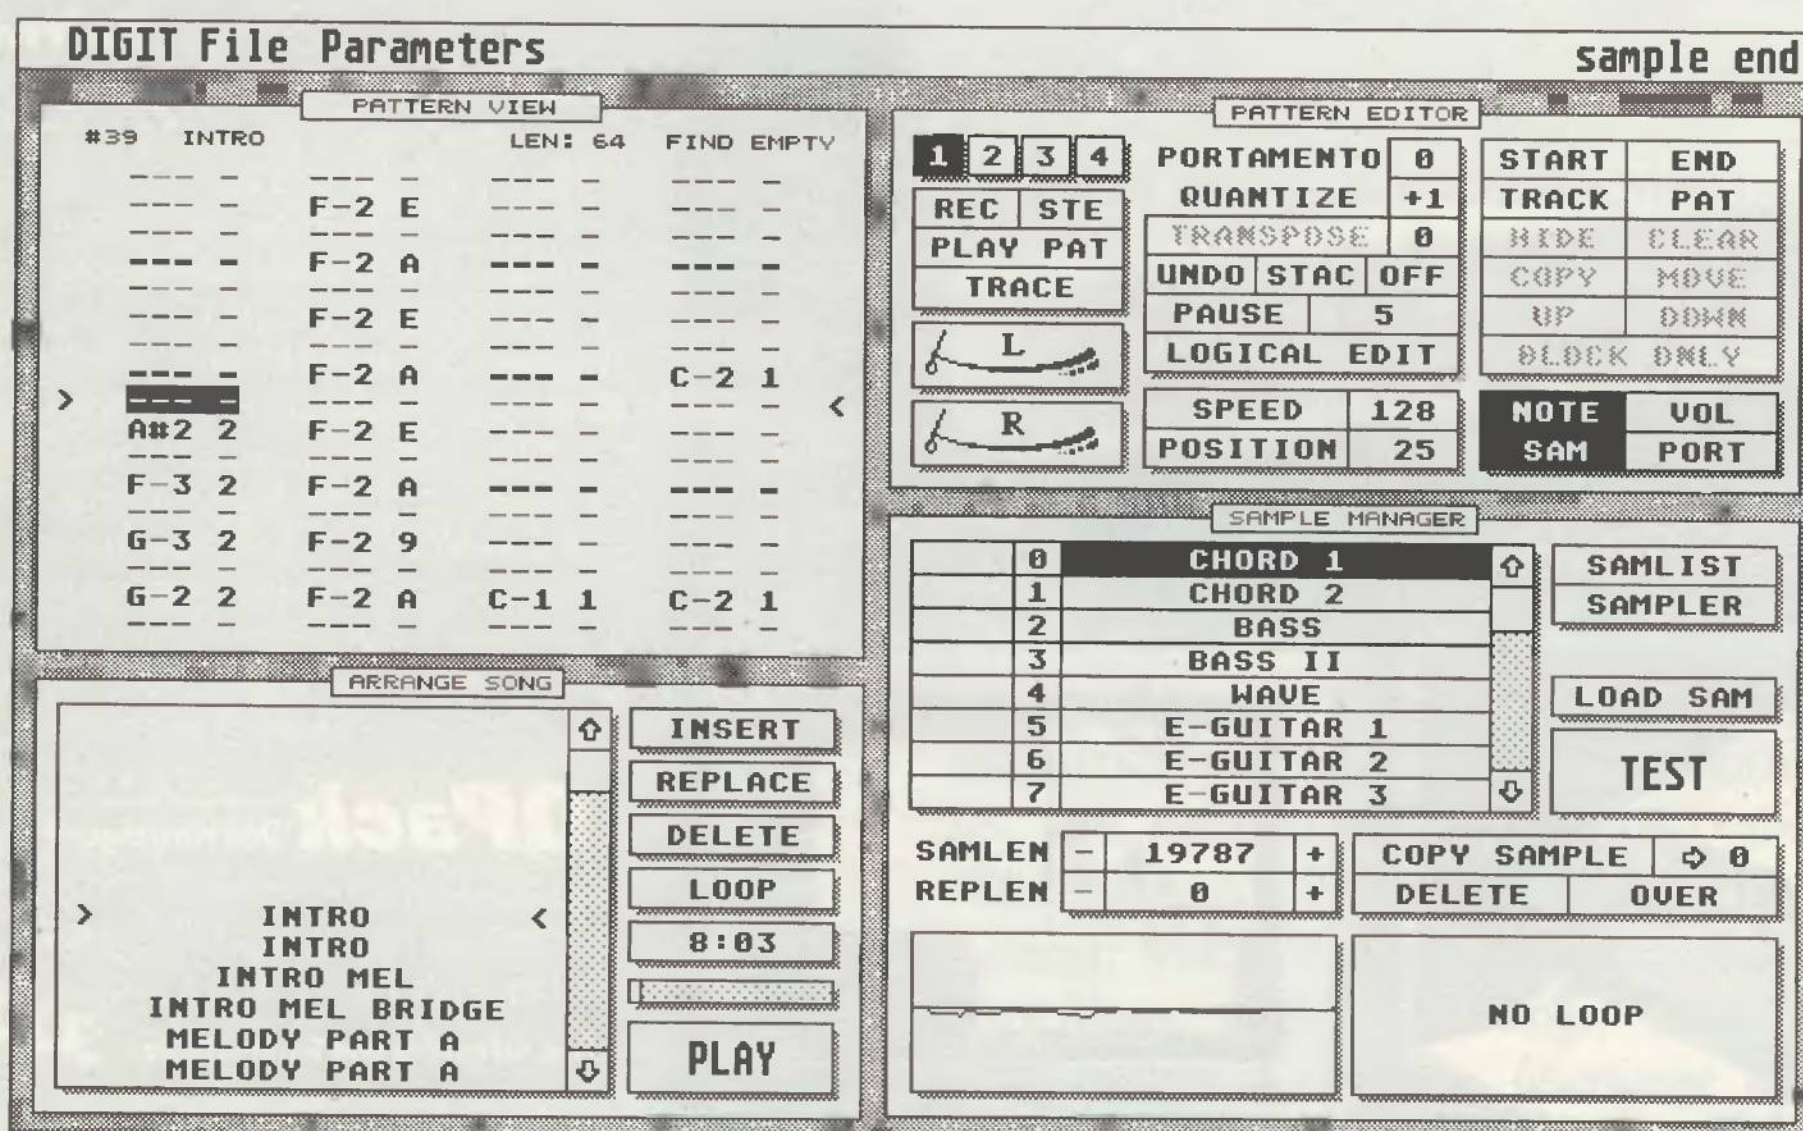 DIGIT File Parameters
sample end
PATTERN VIEW
#39 INTRO LEN: 64 FIND EMPTY
--- - --- - --- - --- -
--- - F-2 E --- - --- -
--- - --- - --- - --- -
--- - F-2 A --- - --- -
--- - --- - --- - --- -
--- - F-2 E --- - --- -
--- - --- - --- - --- -
--- - F-2 A --- - C-2 1
> --- - --- - --- - --- - <
A#2 2 F-2 E --- - --- -
--- - --- - --- - --- -
F-3 2 F-2 A --- - --- -
--- - --- - --- - --- -
G-3 2 F-2 9 --- - --- -
--- - --- - --- - --- -
G-2 2 F-2 A C-1 1 C-2 1
--- - --- - --- - --- -
PATTERN EDITOR
1 2 3 4
REC STE
PLAY PAT
TRACE
L
R
PORTAMENTO 0
QUANTIZE +1
TRANSPOSE 0
UNDO STAC OFF
PAUSE 5
LOGICAL EDIT
SPEED 128
POSITION 25
START END
TRACK PAT
HIDE CLEAR
COPY MOVE
UP DOWN
BLOCK ONLY
NOTE VOL
SAM PORT
ARRANGE SONG
> INTRO <
INTRO
INTRO MEL
INTRO MEL BRIDGE
MELODY PART A
MELODY PART A
INSERT
REPLACE
DELETE
LOOP
8:03
PLAY
SAMPLE MANAGER
0 CHORD 1
1 CHORD 2
2 BASS
3 BASS II
4 WAVE
5 E-GUITAR 1
6 E-GUITAR 2
7 E-GUITAR 3
SAMLIST
SAMPLER
LOAD SAM
TEST
SAMLEN - 19787 +
REPLEN - 0 +
COPY SAMPLE ⇨ 0
DELETE OVER
NO LOOP